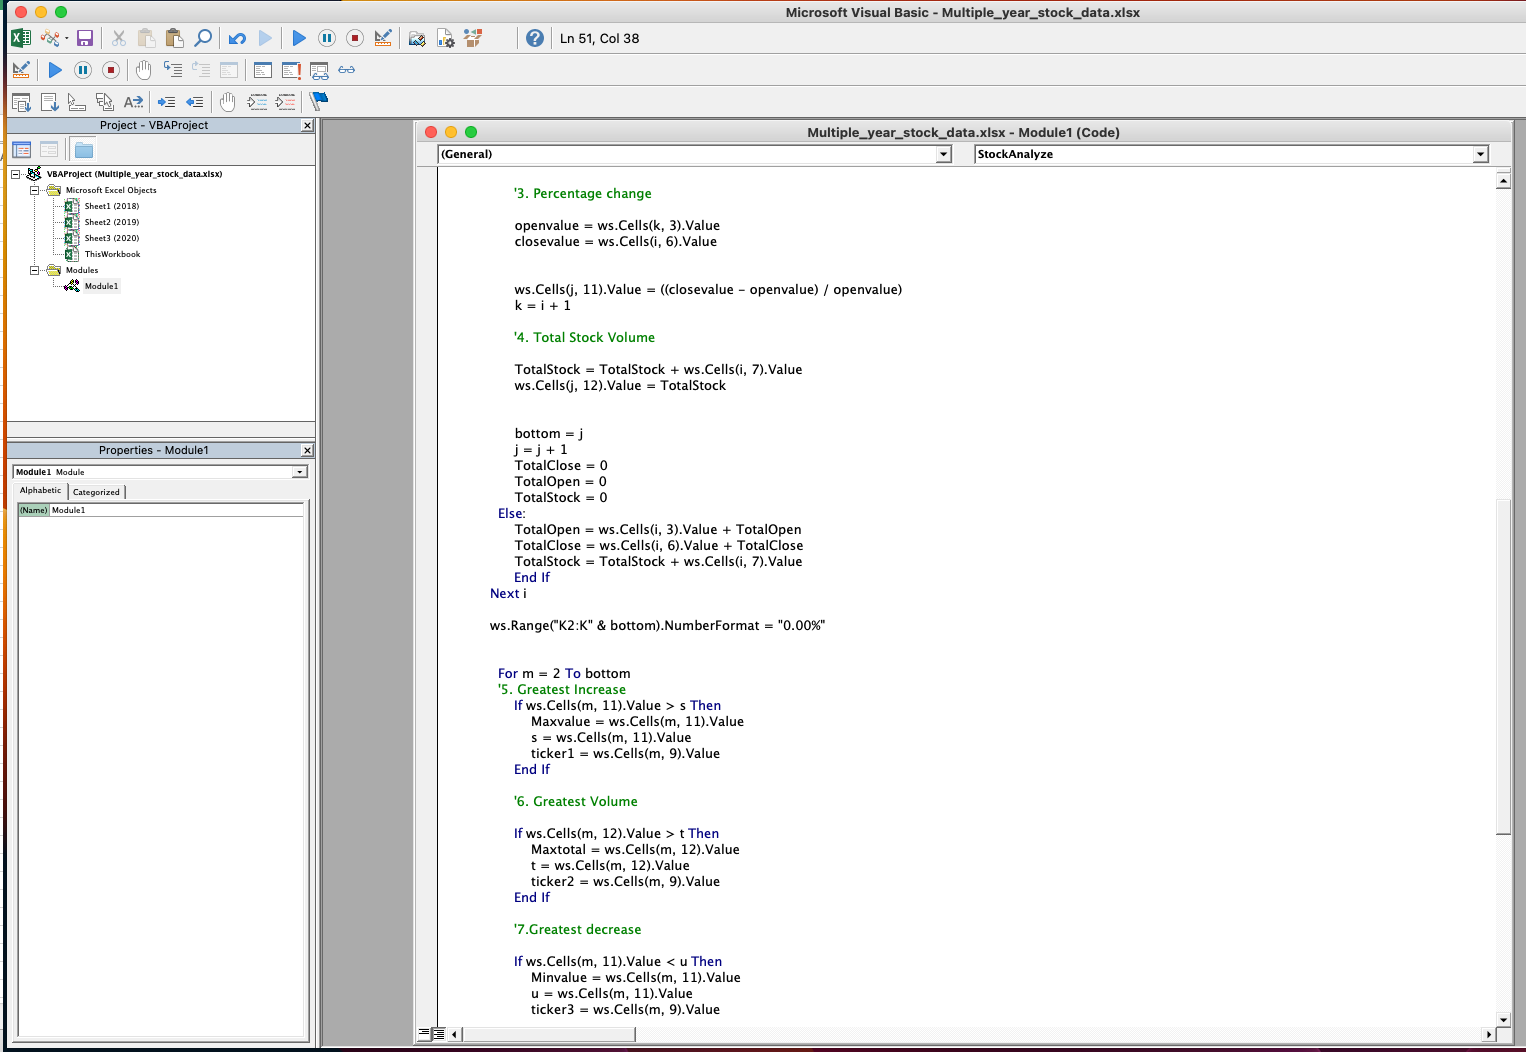 Microsoft Visual Basic - Multiple_year_stock_data.xlsx
Ln 51, Col 38
Project - VBAProject
VBAProject (Multiple_year_stock_data.xlsx)
Microsoft Excel Objects
Sheet1 (2018)
Sheet2 (2019)
Sheet3 (2020)
ThisWorkbook
Modules
Module1
Properties - Module1
Module1 Module
Alphabetic Categorized
(Name) Module1
Multiple_year_stock_data.xlsx - Module1 (Code)
(General) StockAnalyze
'3. Percentage change
openvalue = ws.Cells(k, 3).Value
closevalue = ws.Cells(i, 6).Value
ws.Cells(j, 11).Value = ((closevalue - openvalue) / openvalue)
k = i + 1
'4. Total Stock Volume
TotalStock = TotalStock + ws.Cells(i, 7).Value
ws.Cells(j, 12).Value = TotalStock
bottom = j
j = j + 1
TotalClose = 0
TotalOpen = 0
TotalStock = 0
Else:
TotalOpen = ws.Cells(i, 3).Value + TotalOpen
TotalClose = ws.Cells(i, 6).Value + TotalClose
TotalStock = TotalStock + ws.Cells(i, 7).Value
End If
Next i
ws.Range("K2:K" & bottom).NumberFormat = "0.00%"
For m = 2 To bottom
'5. Greatest Increase
If ws.Cells(m, 11).Value > s Then
Maxvalue = ws.Cells(m, 11).Value
s = ws.Cells(m, 11).Value
ticker1 = ws.Cells(m, 9).Value
End If
'6. Greatest Volume
If ws.Cells(m, 12).Value > t Then
Maxtotal = ws.Cells(m, 12).Value
t = ws.Cells(m, 12).Value
ticker2 = ws.Cells(m, 9).Value
End If
'7.Greatest decrease
If ws.Cells(m, 11).Value < u Then
Minvalue = ws.Cells(m, 11).Value
u = ws.Cells(m, 11).Value
ticker3 = ws.Cells(m, 9).Value